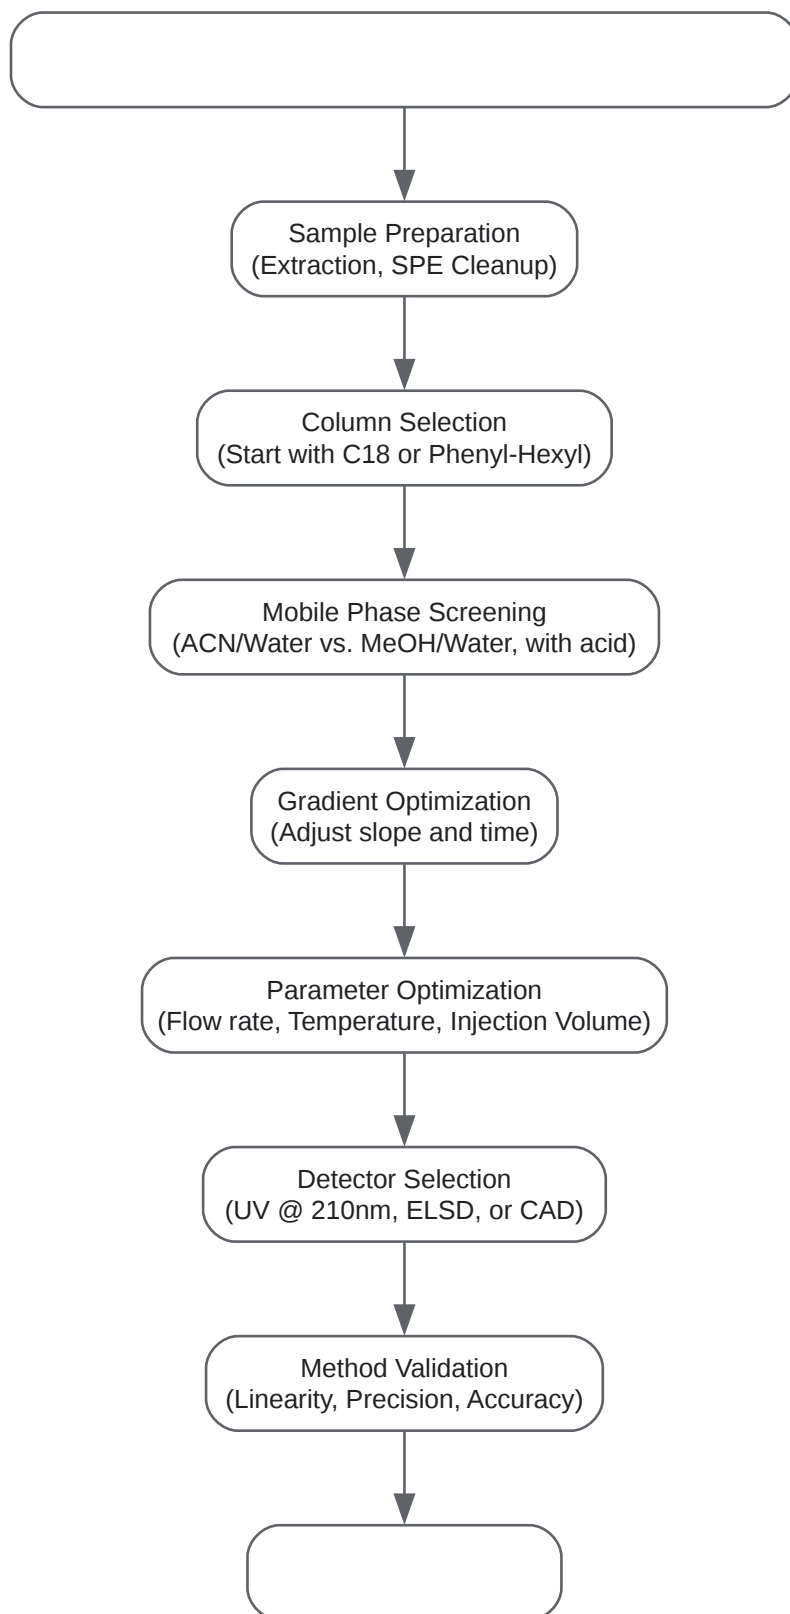 Sample Preparation
(Extraction, SPE Cleanup)
Column Selection
(Start with C18 or Phenyl-Hexyl)
Mobile Phase Screening
(ACN/Water vs. MeOH/Water, with acid)
Gradient Optimization
(Adjust slope and time)
Parameter Optimization
(Flow rate, Temperature, Injection Volume)
Detector Selection
(UV @ 210nm, ELSD, or CAD)
Method Validation
(Linearity, Precision, Accuracy)